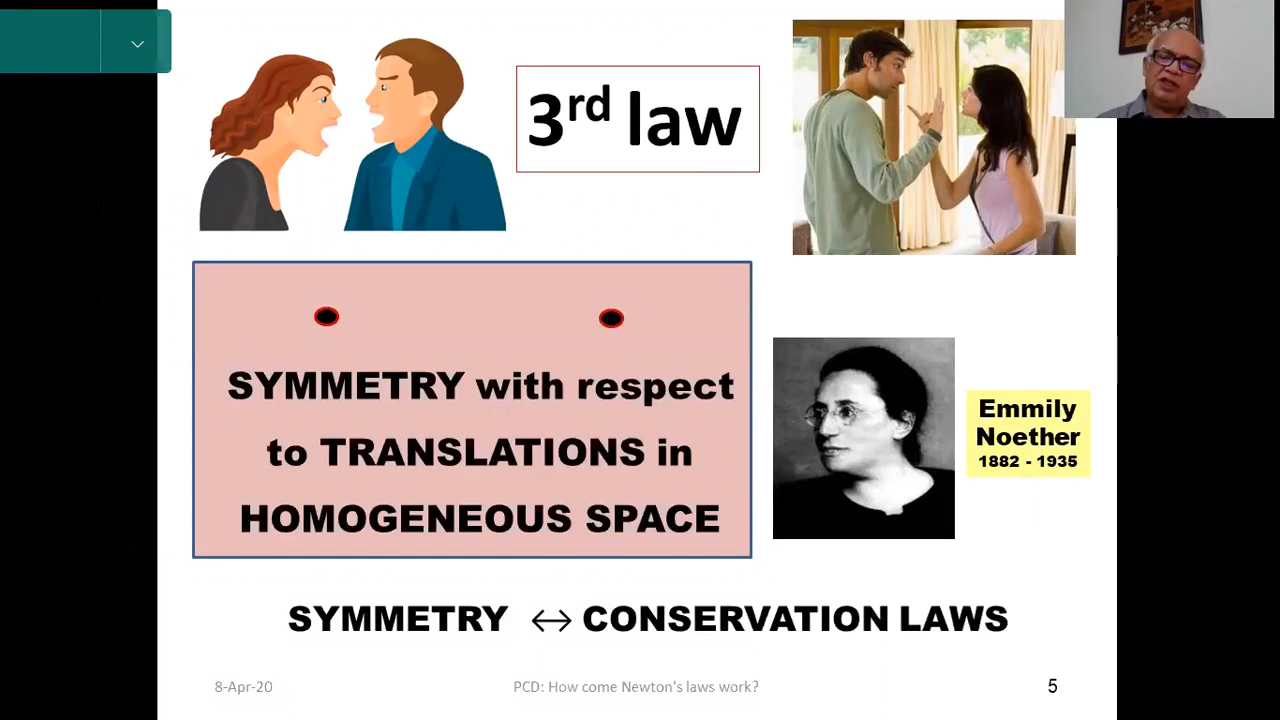 3rd law
SYMMETRY with respect
to TRANSLATIONS in
HOMOGENEOUS SPACE
Emmily
Noether
1882 - 1935
SYMMETRY ↔ CONSERVATION LAWS
8-Apr-20
PCD: How come Newton's laws work?
5